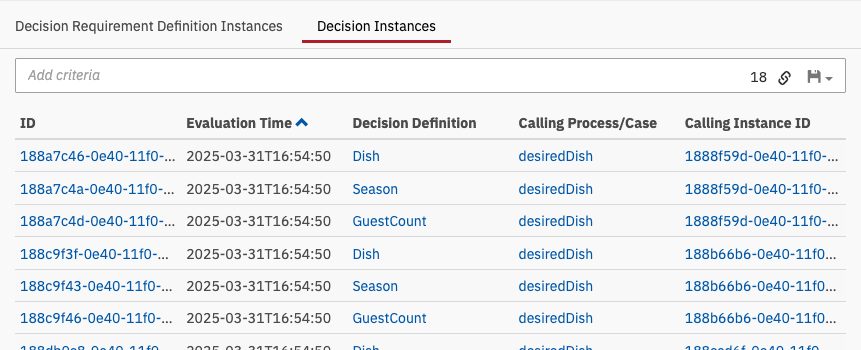 Decision Requirement Definition Instances Decision Instances
Add criteria 18
ID Evaluation Time Decision Definition Calling Process/Case Calling Instance ID
188a7c46-0e40-11f0-... 2025-03-31T16:54:50 Dish desiredDish 1888f59d-0e40-11f0-...
188a7c4a-0e40-11f0-... 2025-03-31T16:54:50 Season desiredDish 1888f59d-0e40-11f0-...
188a7c4d-0e40-11f0-... 2025-03-31T16:54:50 GuestCount desiredDish 1888f59d-0e40-11f0-...
188c9f3f-0e40-11f0-... 2025-03-31T16:54:50 Dish desiredDish 188b66b6-0e40-11f0...
188c9f43-0e40-11f0-... 2025-03-31T16:54:50 Season desiredDish 188b66b6-0e40-11f0...
188c9f46-0e40-11f0-... 2025-03-31T16:54:50 GuestCount desiredDish 188b66b6-0e40-11f0...
2025-03-31T16:54:50 Dish desiredDish